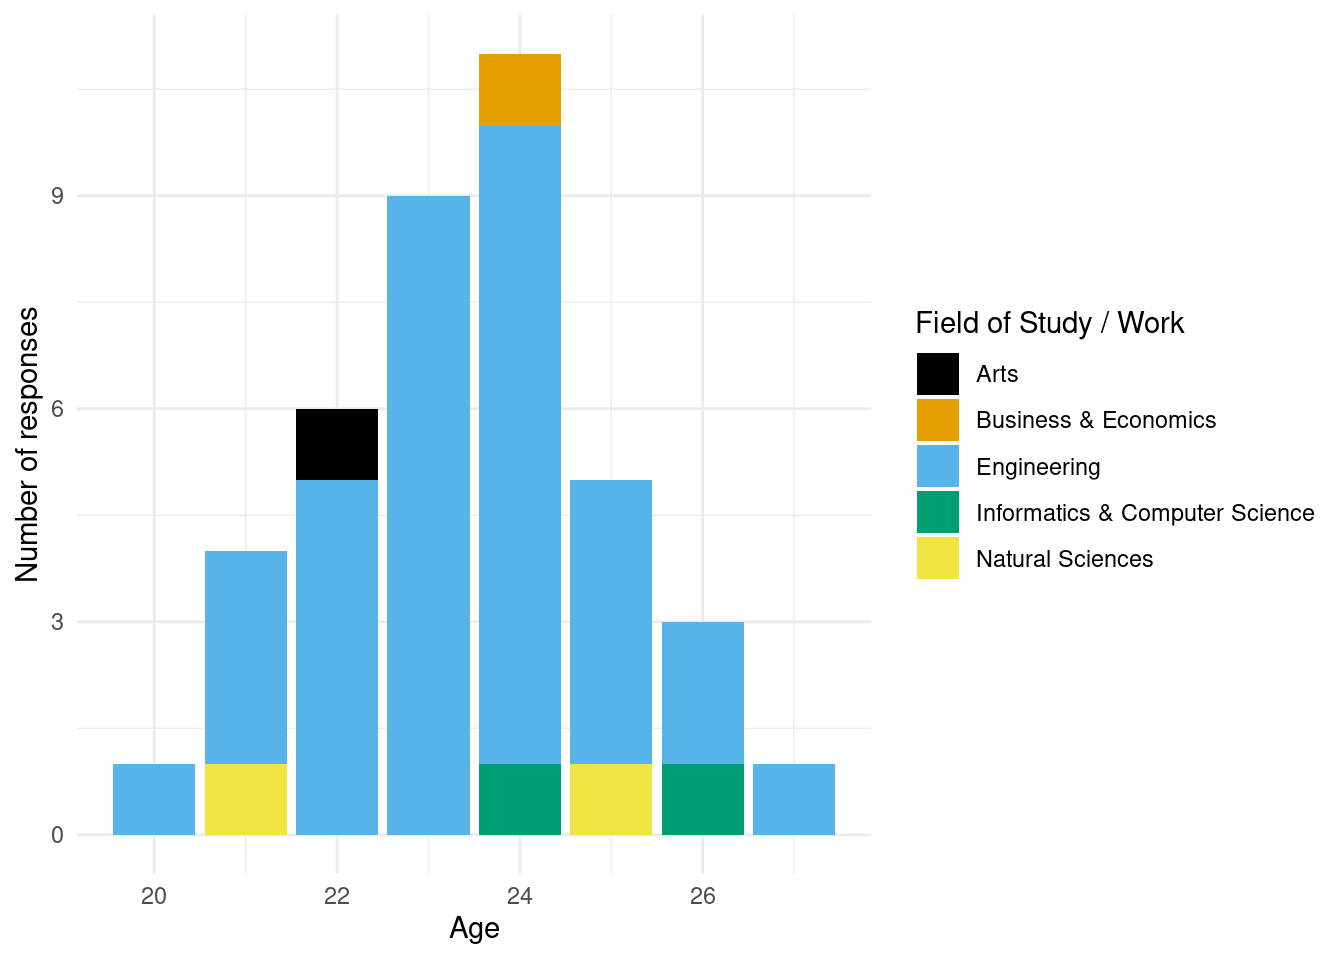 Number of responses
9
6
3
0
20 22 24 26
Age
Field of Study / Work
Arts
Business & Economics
Engineering
Informatics & Computer Science
Natural Sciences